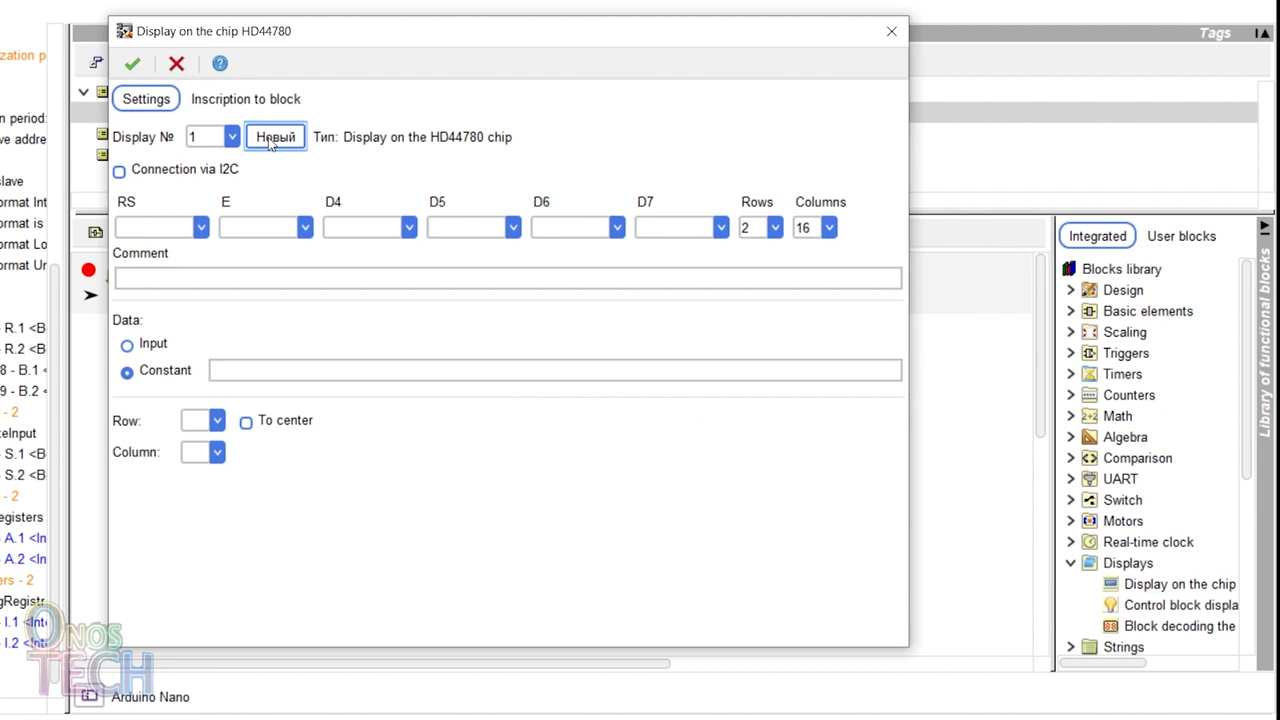 Display on the chip HD44780
Tags
Settings
Inscription to block
Display № 1 Новый Тип: Display on the HD44780 chip
Connection via I2C
RS E D4 D5 D6 D7 Rows Columns
2 16
Comment
Data:
Input
Constant
Row: To center
Column:
zation p
on period:
ve addre
slave
ormat Int
ormat is
ormat Lo
ormat Ur
- R.1 <B
- R.2 <B
8 - B.1 <
9 - B.2 <
- 2
eInput
- S.1 <B
- S.2 <B
- 2
egisters
- A.1 <In
- A.2 <In
ers - 2
gRegistr
- I.1 <Inte
- I.2 <Inte
Integrated User blocks
Blocks library
Design
Basic elements
Scaling
Triggers
Timers
Counters
Math
Algebra
Comparison
UART
Switch
Motors
Real-time clock
Displays
Display on the chip
Control block displa
Block decoding the
Strings
Library of functional blocks
Onos
TECH
Arduino Nano